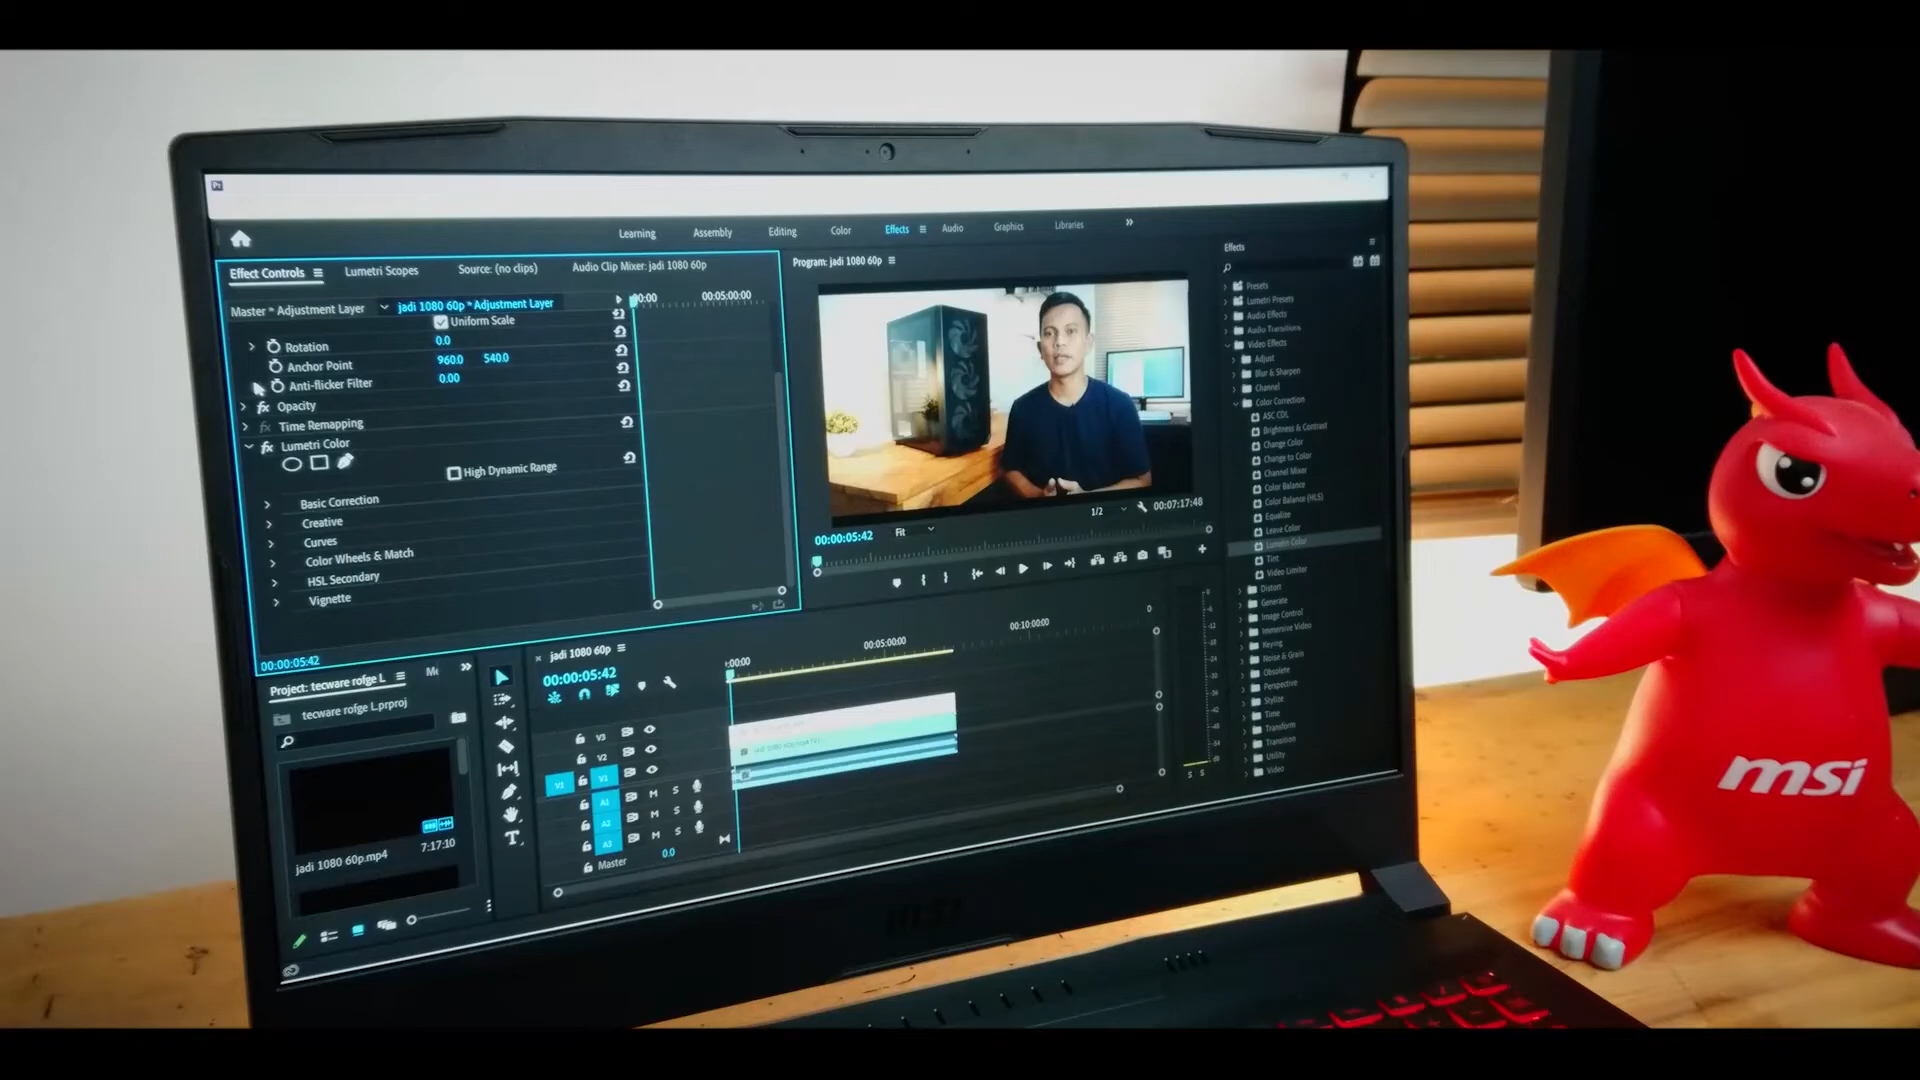 Learning Assembly Editing Color Effects Audio Graphics Libraries
Effect Controls Lumetri Scopes Source: (no clips) Audio Clip Mixer: jadi 1080 60p
Master * Adjustment Layer jadi 1080 60p * Adjustment Layer
:00:00 00:05:00:00
Uniform Scale
Rotation 0.0
Anchor Point 960.0 540.0
Anti-flicker Filter 0.00
fx Opacity
fx Time Remapping
fx Lumetri Color
High Dynamic Range
Basic Correction
Creative
Curves
Color Wheels & Match
HSL Secondary
Vignette
00:00:05:42
Program: jadi 1080 60p
00:00:05:42 Fit 1/2 00:07:17:48
Effects
Presets
Lumetri Presets
Audio Effects
Audio Transitions
Video Effects
Adjust
Blur & Sharpen
Channel
Color Correction
ASC CDL
Brightness & Contrast
Change Color
Change to Color
Channel Mixer
Color Balance
Color Balance (HLS)
Equalize
Leave Color
Lumetri Color
Tint
Video Limiter
Distort
Generate
Image Control
Immersive Video
Keying
Noise & Grain
Obsolete
Perspective
Stylize
Time
Transform
Transition
Utility
Video
Project: tecware rofge L
tecware rofge L.prproj
jadi 1080 60p.mp4 7:17:10
jadi 1080 60p
00:00:05:42
:00:00 00:05:00:00 00:10:00:00
V3
V2
V1 V1
A1 M S
A2 M S
A3 M S
Master 0.0
S S
msi
msi